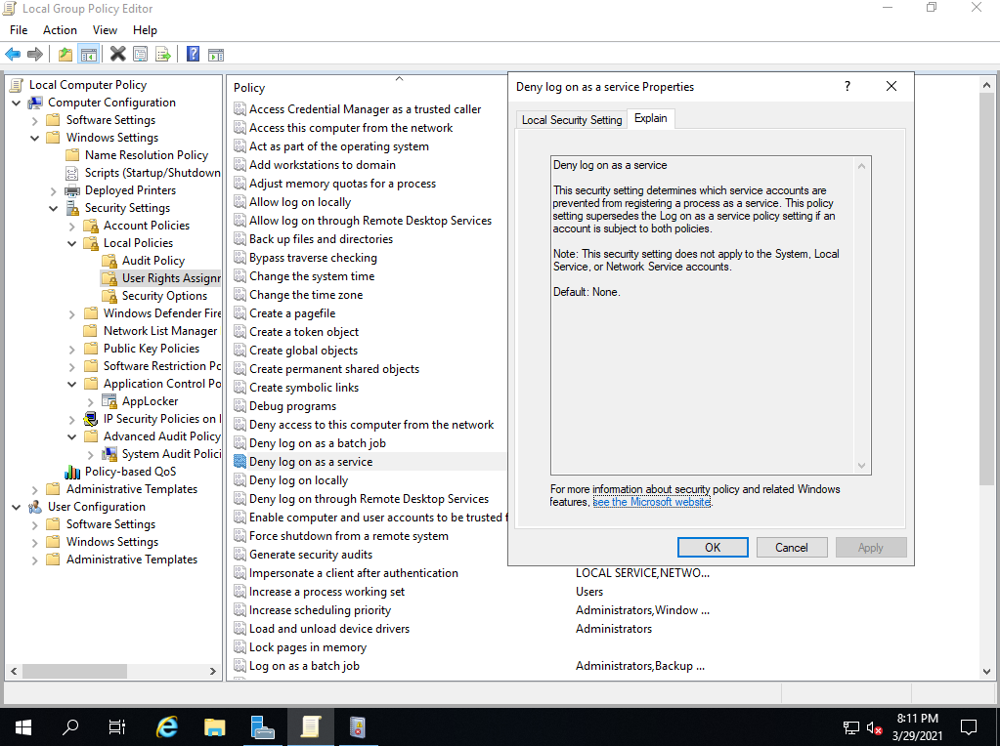 Local Group Policy Editor
File Action View Help
Local Computer Policy
Computer Configuration
Software Settings
Windows Settings
Name Resolution Policy
Scripts (Startup/Shutdown
Deployed Printers
Security Settings
Account Policies
Local Policies
Audit Policy
User Rights Assignr
Security Options
Windows Defender Fire
Network List Manager
Public Key Policies
Software Restriction Po
Application Control Po
AppLocker
IP Security Policies on
Advanced Audit Policy
System Audit Polici
Policy-based QoS
Administrative Templates
User Configuration
Software Settings
Windows Settings
Administrative Templates
Policy
Access Credential Manager as a trusted caller
Access this computer from the network
Act as part of the operating system
Add workstations to domain
Adjust memory quotas for a process
Allow log on locally
Allow log on through Remote Desktop Services
Back up files and directories
Bypass traverse checking
Change the system time
Change the time zone
Create a pagefile
Create a token object
Create global objects
Create permanent shared objects
Create symbolic links
Debug programs
Deny access to this computer from the network
Deny log on as a batch job
Deny log on as a service
Deny log on locally
Deny log on through Remote Desktop Services
Enable computer and user accounts to be trusted f
Force shutdown from a remote system
Generate security audits
Impersonate a client after authentication LOCAL SERVICE,NETWO...
Increase a process working set Users
Increase scheduling priority Administrators,Window ...
Load and unload device drivers Administrators
Lock pages in memory
Log on as a batch job Administrators,Backup ...
Deny log on as a service Properties
?
Local Security Setting Explain
Deny log on as a service
This security setting determines which service accounts are
prevented from registering a process as a service. This policy
setting supersedes the Log on as a service policy setting if an
account is subject to both policies.
Note: This security setting does not apply to the System, Local
Service, or Network Service accounts.
Default: None.
For more information about security policy and related Windows
features, see the Microsoft website.
OK Cancel Apply
8:11 PM
3/29/2021